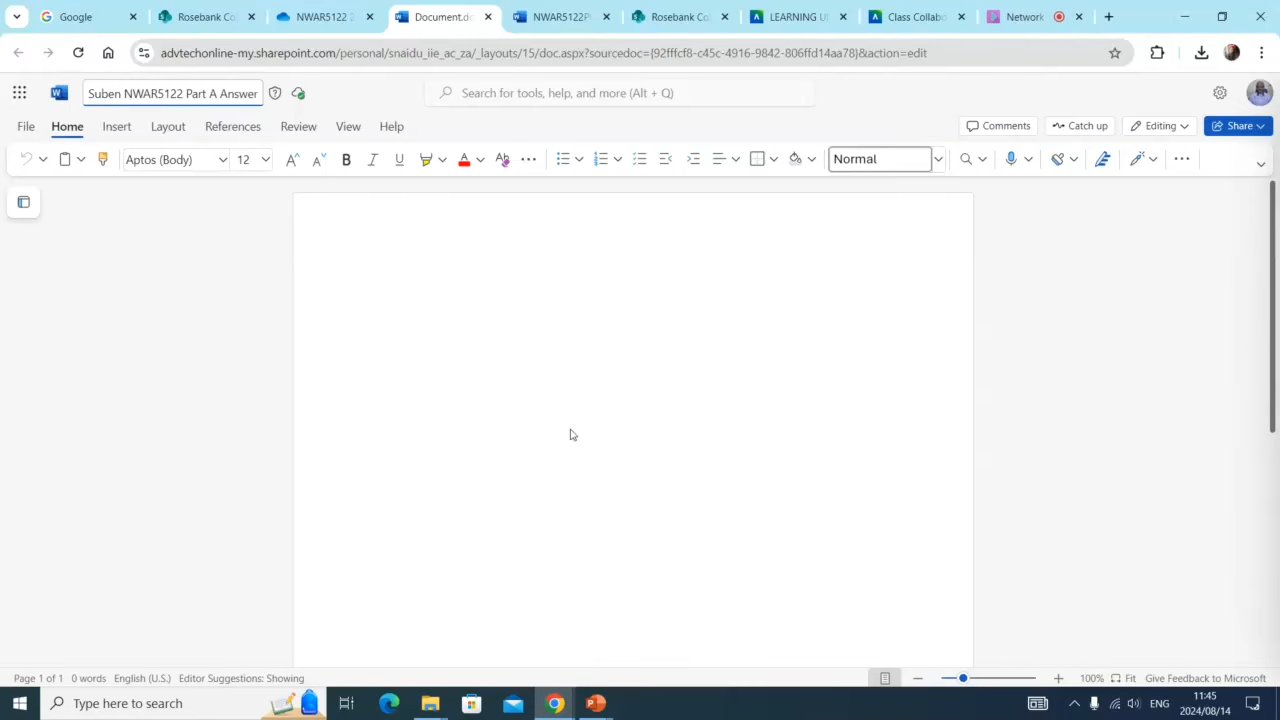 Google
Rosebank Co
NWAR5122 2
Document.do
NWAR5122P
Rosebank Co
LEARNING U
Class Collabo
Network
advtechonline-my.sharepoint.com/personal/snaidu_iie_ac_za/_layouts/15/doc.aspx?sourcedoc={92fffcf8-c45c-4916-9842-806ffd14aa78}&action=edit
Suben NWAR5122 Part A Answer
Search for tools, help, and more (Alt + Q)
File Home Insert Layout References Review View Help
Comments Catch up Editing Share
Aptos (Body) 12 Normal
Page 1 of 1 0 words English (U.S.) Editor Suggestions: Showing
100% Fit Give Feedback to Microsoft
Type here to search
ENG
11:45
2024/08/14